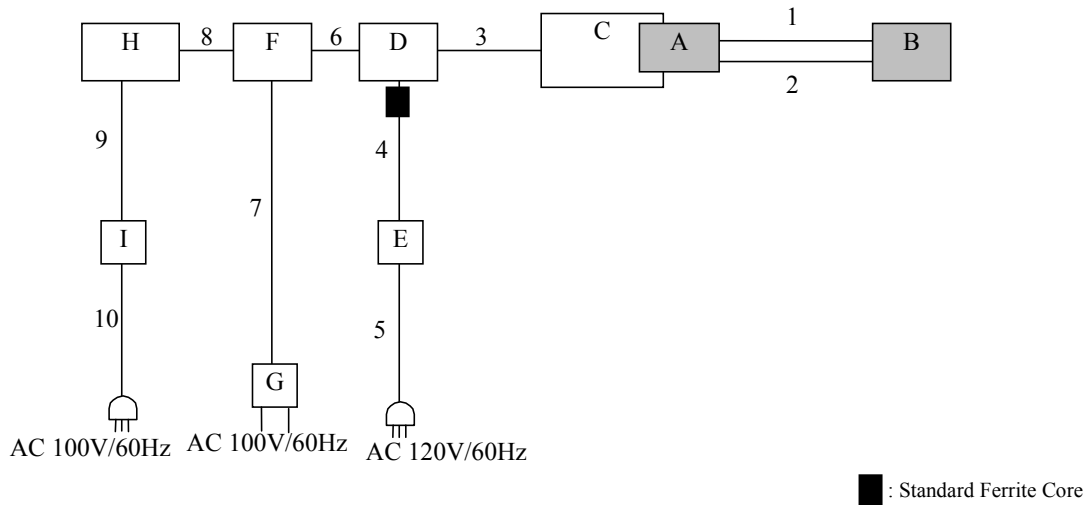 H 8 F 6 D 3 C A 1 B
2
9 4
7
I E
10 5
G
AC 100V/60Hz AC 100V/60Hz AC 120V/60Hz
: Standard Ferrite Core